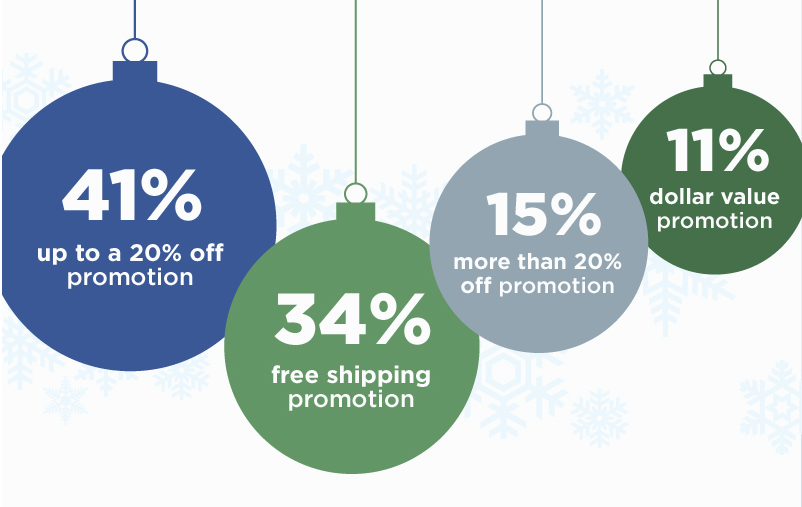 41%
up to a 20% off
promotion
34%
free shipping
promotion
15%
more than 20%
off promotion
11%
dollar value
promotion